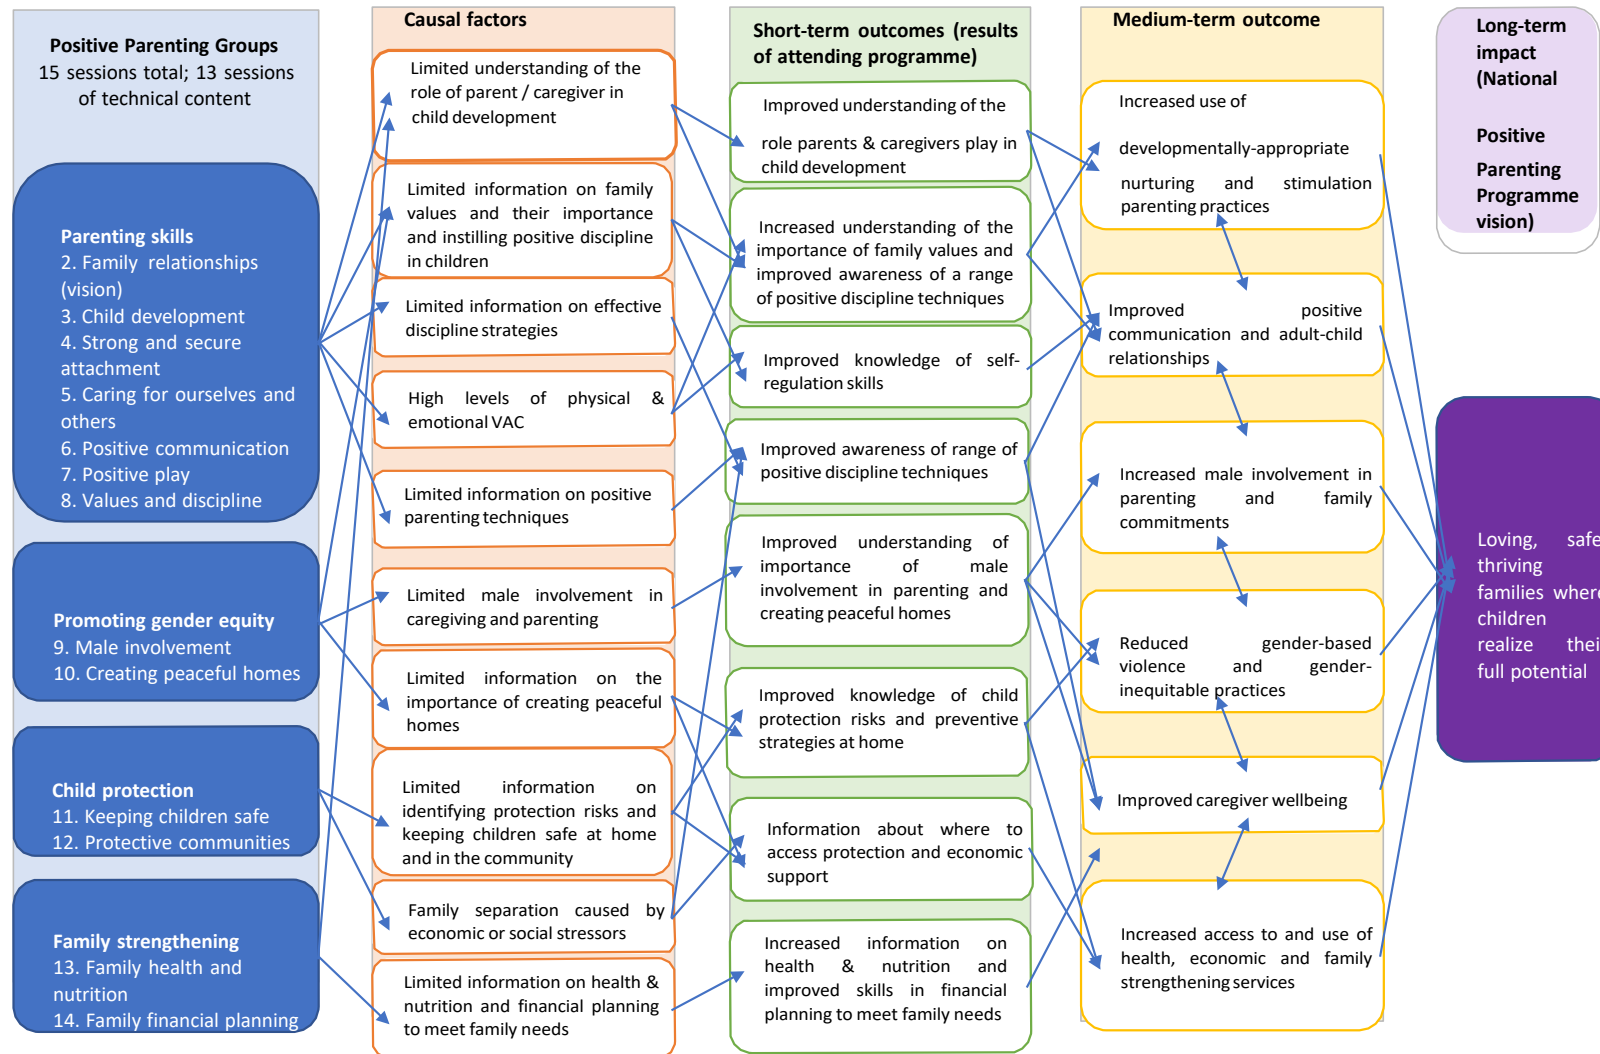 Positive Parenting Groups
15 sessions total; 13 sessions
of technical content
Parenting skills
2. Family relationships
(vision)
3. Child development
4. Strong and secure
attachment
5. Caring for ourselves and
others
6. Positive communication
7. Positive play
8. Values and discipline
Promoting gender equity
9. Male involvement
10. Creating peaceful homes
Child protection
11. Keeping children safe
12. Protective communities
Family strengthening
13. Family health and
nutrition
14. Family financial planning
Causal factors
Limited understanding of the
role of parent / caregiver in
child development
Limited information on family
values and their importance
and instilling positive discipline
in children
Limited information on effective
discipline strategies
High levels of physical &
emotional VAC
Limited information on positive
parenting techniques
Limited male involvement in
caregiving and parenting
Limited information on the
importance of creating peaceful
homes
Limited information on
identifying protection risks and
keeping children safe at home
and in the community
Family separation caused by
economic or social stressors
Limited information on health &
nutrition and financial planning
to meet family needs
Short-term outcomes (results
of attending programme)
Improved understanding of the
role parents & caregivers play in
child development
Increased understanding of the
importance of family values and
improved awareness of a range
of positive discipline techniques
Improved knowledge of self-
regulation skills
Improved awareness of range of
positive discipline techniques
Improved understanding of
importance of male
involvement in parenting and
creating peaceful homes
Improved knowledge of child
protection risks and preventive
strategies at home
Information about where to
access protection and economic
support
Increased information on
health & nutrition and
improved skills in financial
planning to meet family needs
Medium-term outcome
Increased use of
developmentally-appropriate
nurturing and stimulation
parenting practices
Improved positive
communication and adult-child
relationships
Increased male involvement in
parenting and family
commitments
Reduced gender-based
violence and gender-
inequitable practices
Improved caregiver wellbeing
Increased access to and use of
health, economic and family
strengthening services
Long-term
impact
(National
Positive
Parenting
Programme
vision)
Loving, safe
thriving
families where
children
realize their
full potential